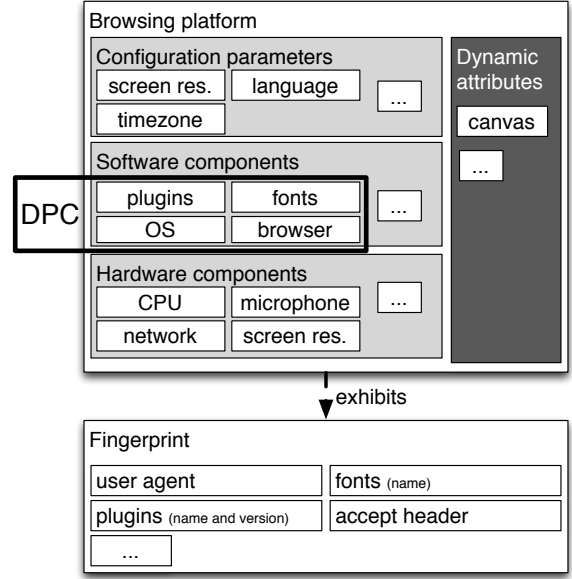 Browsing platform
Configuration parameters
screen res.
language
...
timezone
Dynamic
attributes
canvas
...
Software components
DPC
plugins
fonts
...
OS
browser
Hardware components
CPU
microphone
...
network
screen res.
exhibits
Fingerprint
user agent
fonts (name)
plugins (name and version)
accept header
...